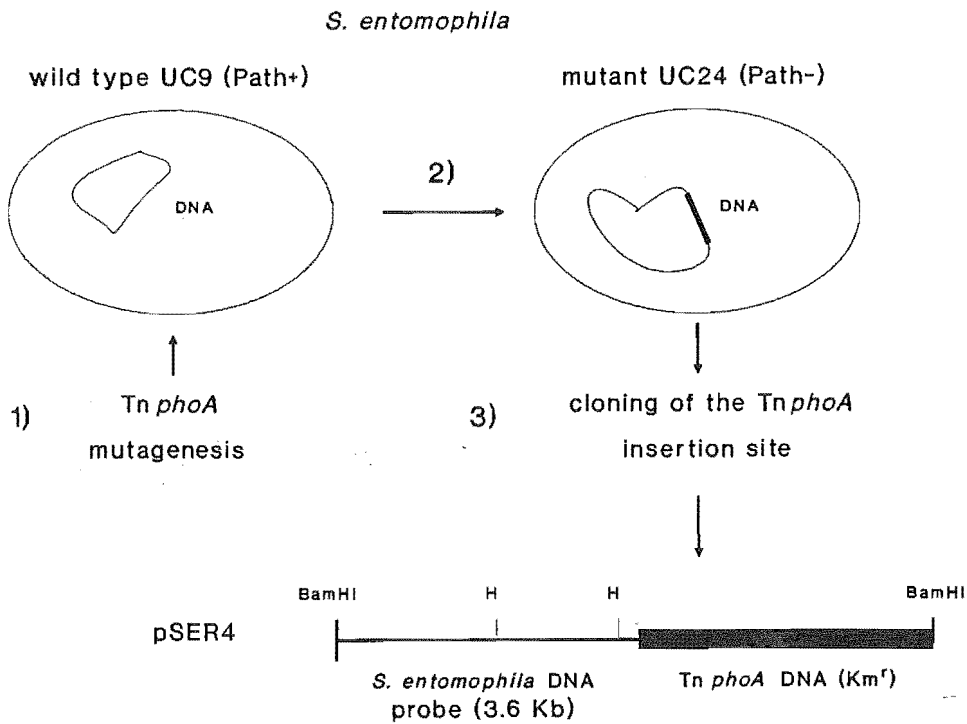 S. entomophila
wild type UC9 (Path+)
mutant UC24 (Path-)
2)
DNA
DNA
1)
Tn phoA
mutagenesis
3)
cloning of the Tn phoA
insertion site
BamHI
H
H
BamHI
pSER4
S. entomophila DNA
probe (3.6 Kb)
Tn phoA DNA (Kmʳ)